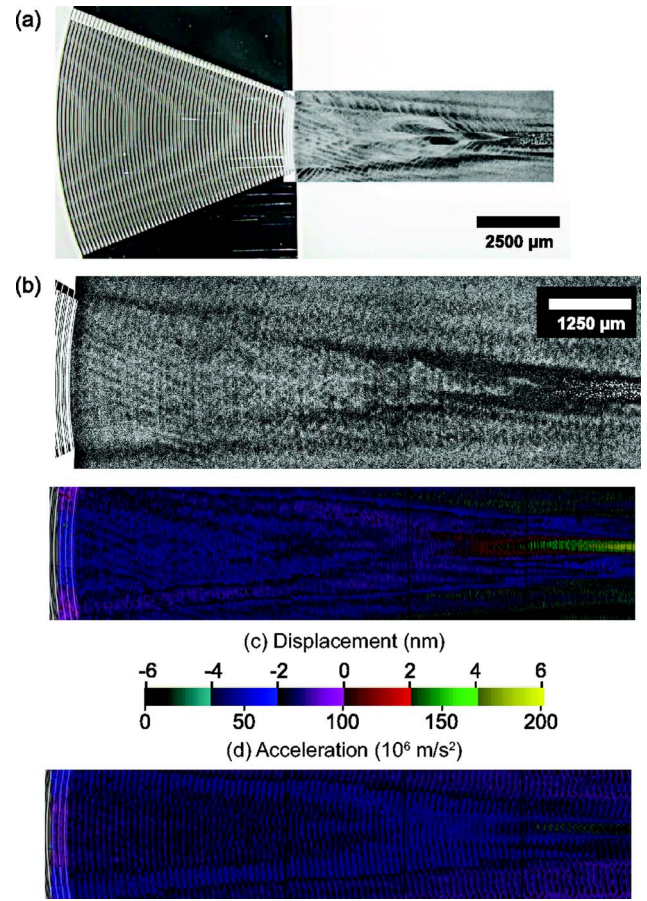 (a)
2500 µm
(b)
1250 µm
(c) Displacement (nm)
-6 -4 -2 0 2 4 6
0 50 100 150 200
(d) Acceleration (10⁶ m/s²)